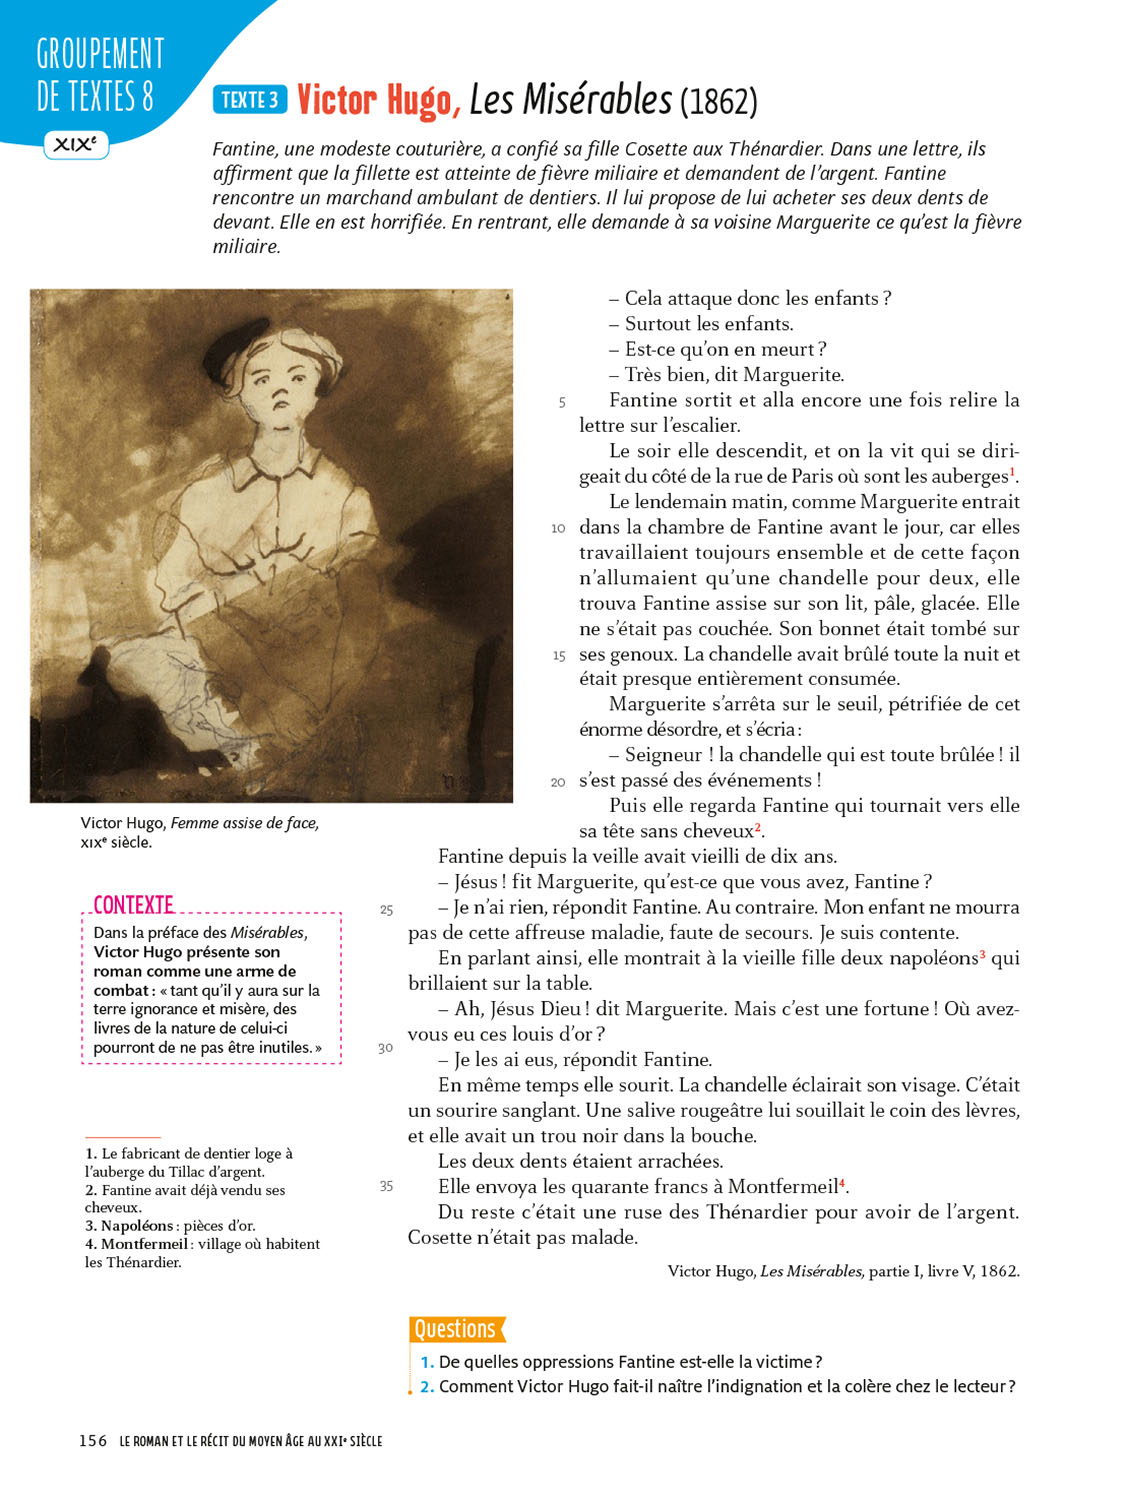 GROUPEMENT
DE TEXTES 8
XIXe
TEXTE 3 Victor Hugo, Les Misérables (1862)
Fantine, une modeste couturière, a confié sa fille Cosette aux Thénardier. Dans une lettre, ils
affirment que la fillette est atteinte de fièvre miliaire et demandent de l'argent. Fantine
rencontre un marchand ambulant de dentiers. Il lui propose de lui acheter ses deux dents de
devant. Elle en est horrifiée. En rentrant, elle demande à sa voisine Marguerite ce qu'est la fièvre
miliaire.
– Cela attaque donc les enfants ?
– Surtout les enfants.
– Est-ce qu'on en meurt ?
– Très bien, dit Marguerite.
5 Fantine sortit et alla encore une fois relire la
lettre sur l'escalier.
Le soir elle descendit, et on la vit qui se diri-
geait du côté de la rue de Paris où sont les auberges1.
Le lendemain matin, comme Marguerite entrait
10 dans la chambre de Fantine avant le jour, car elles
travaillaient toujours ensemble et de cette façon
n'allumaient qu'une chandelle pour deux, elle
trouva Fantine assise sur son lit, pâle, glacée. Elle
ne s'était pas couchée. Son bonnet était tombé sur
15 ses genoux. La chandelle avait brûlé toute la nuit et
était presque entièrement consumée.
Marguerite s'arrêta sur le seuil, pétrifiée de cet
énorme désordre, et s'écria :
– Seigneur ! la chandelle qui est toute brûlée ! il
20 s'est passé des événements !
Puis elle regarda Fantine qui tournait vers elle
sa tête sans cheveux2.
Fantine depuis la veille avait vieilli de dix ans.
– Jésus ! fit Marguerite, qu'est-ce que vous avez, Fantine ?
25 – Je n'ai rien, répondit Fantine. Au contraire. Mon enfant ne mourra
pas de cette affreuse maladie, faute de secours. Je suis contente.
En parlant ainsi, elle montrait à la vieille fille deux napoléons3 qui
brillaient sur la table.
– Ah, Jésus Dieu ! dit Marguerite. Mais c'est une fortune ! Où avez-
30 vous eu ces louis d'or ?
– Je les ai eus, répondit Fantine.
En même temps elle sourit. La chandelle éclairait son visage. C'était
un sourire sanglant. Une salive rougeâtre lui souillait le coin des lèvres,
et elle avait un trou noir dans la bouche.
Les deux dents étaient arrachées.
35 Elle envoya les quarante francs à Montfermeil4.
Du reste c'était une ruse des Thénardier pour avoir de l'argent.
Cosette n'était pas malade.
Victor Hugo, Les Misérables, partie I, livre V, 1862.
Victor Hugo, Femme assise de face,
XIXe siècle.
CONTEXTE
Dans la préface des Misérables,
Victor Hugo présente son
roman comme une arme de
combat : « tant qu'il y aura sur la
terre ignorance et misère, des
livres de la nature de celui-ci
pourront de ne pas être inutiles. »
1. Le fabricant de dentier loge à
l'auberge du Tillac d'argent.
2. Fantine avait déjà vendu ses
cheveux.
3. Napoléons : pièces d'or.
4. Montfermeil : village où habitent
les Thénardier.
Questions
1. De quelles oppressions Fantine est-elle la victime ?
2. Comment Victor Hugo fait-il naître l'indignation et la colère chez le lecteur ?
156 LE ROMAN ET LE RÉCIT DU MOYEN ÂGE AU XXIe SIÈCLE